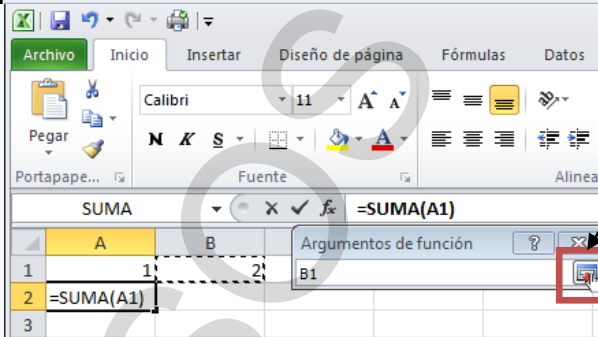 Archivo Inicio Insertar Diseño de página Fórmulas Datos
Calibri 11 A A
Pegar N K S A
Portapape... Fuente Alinea
SUMA fx =SUMA(A1)
A B Argumentos de función ?
1 1 2 B1
2 =SUMA(A1)
3